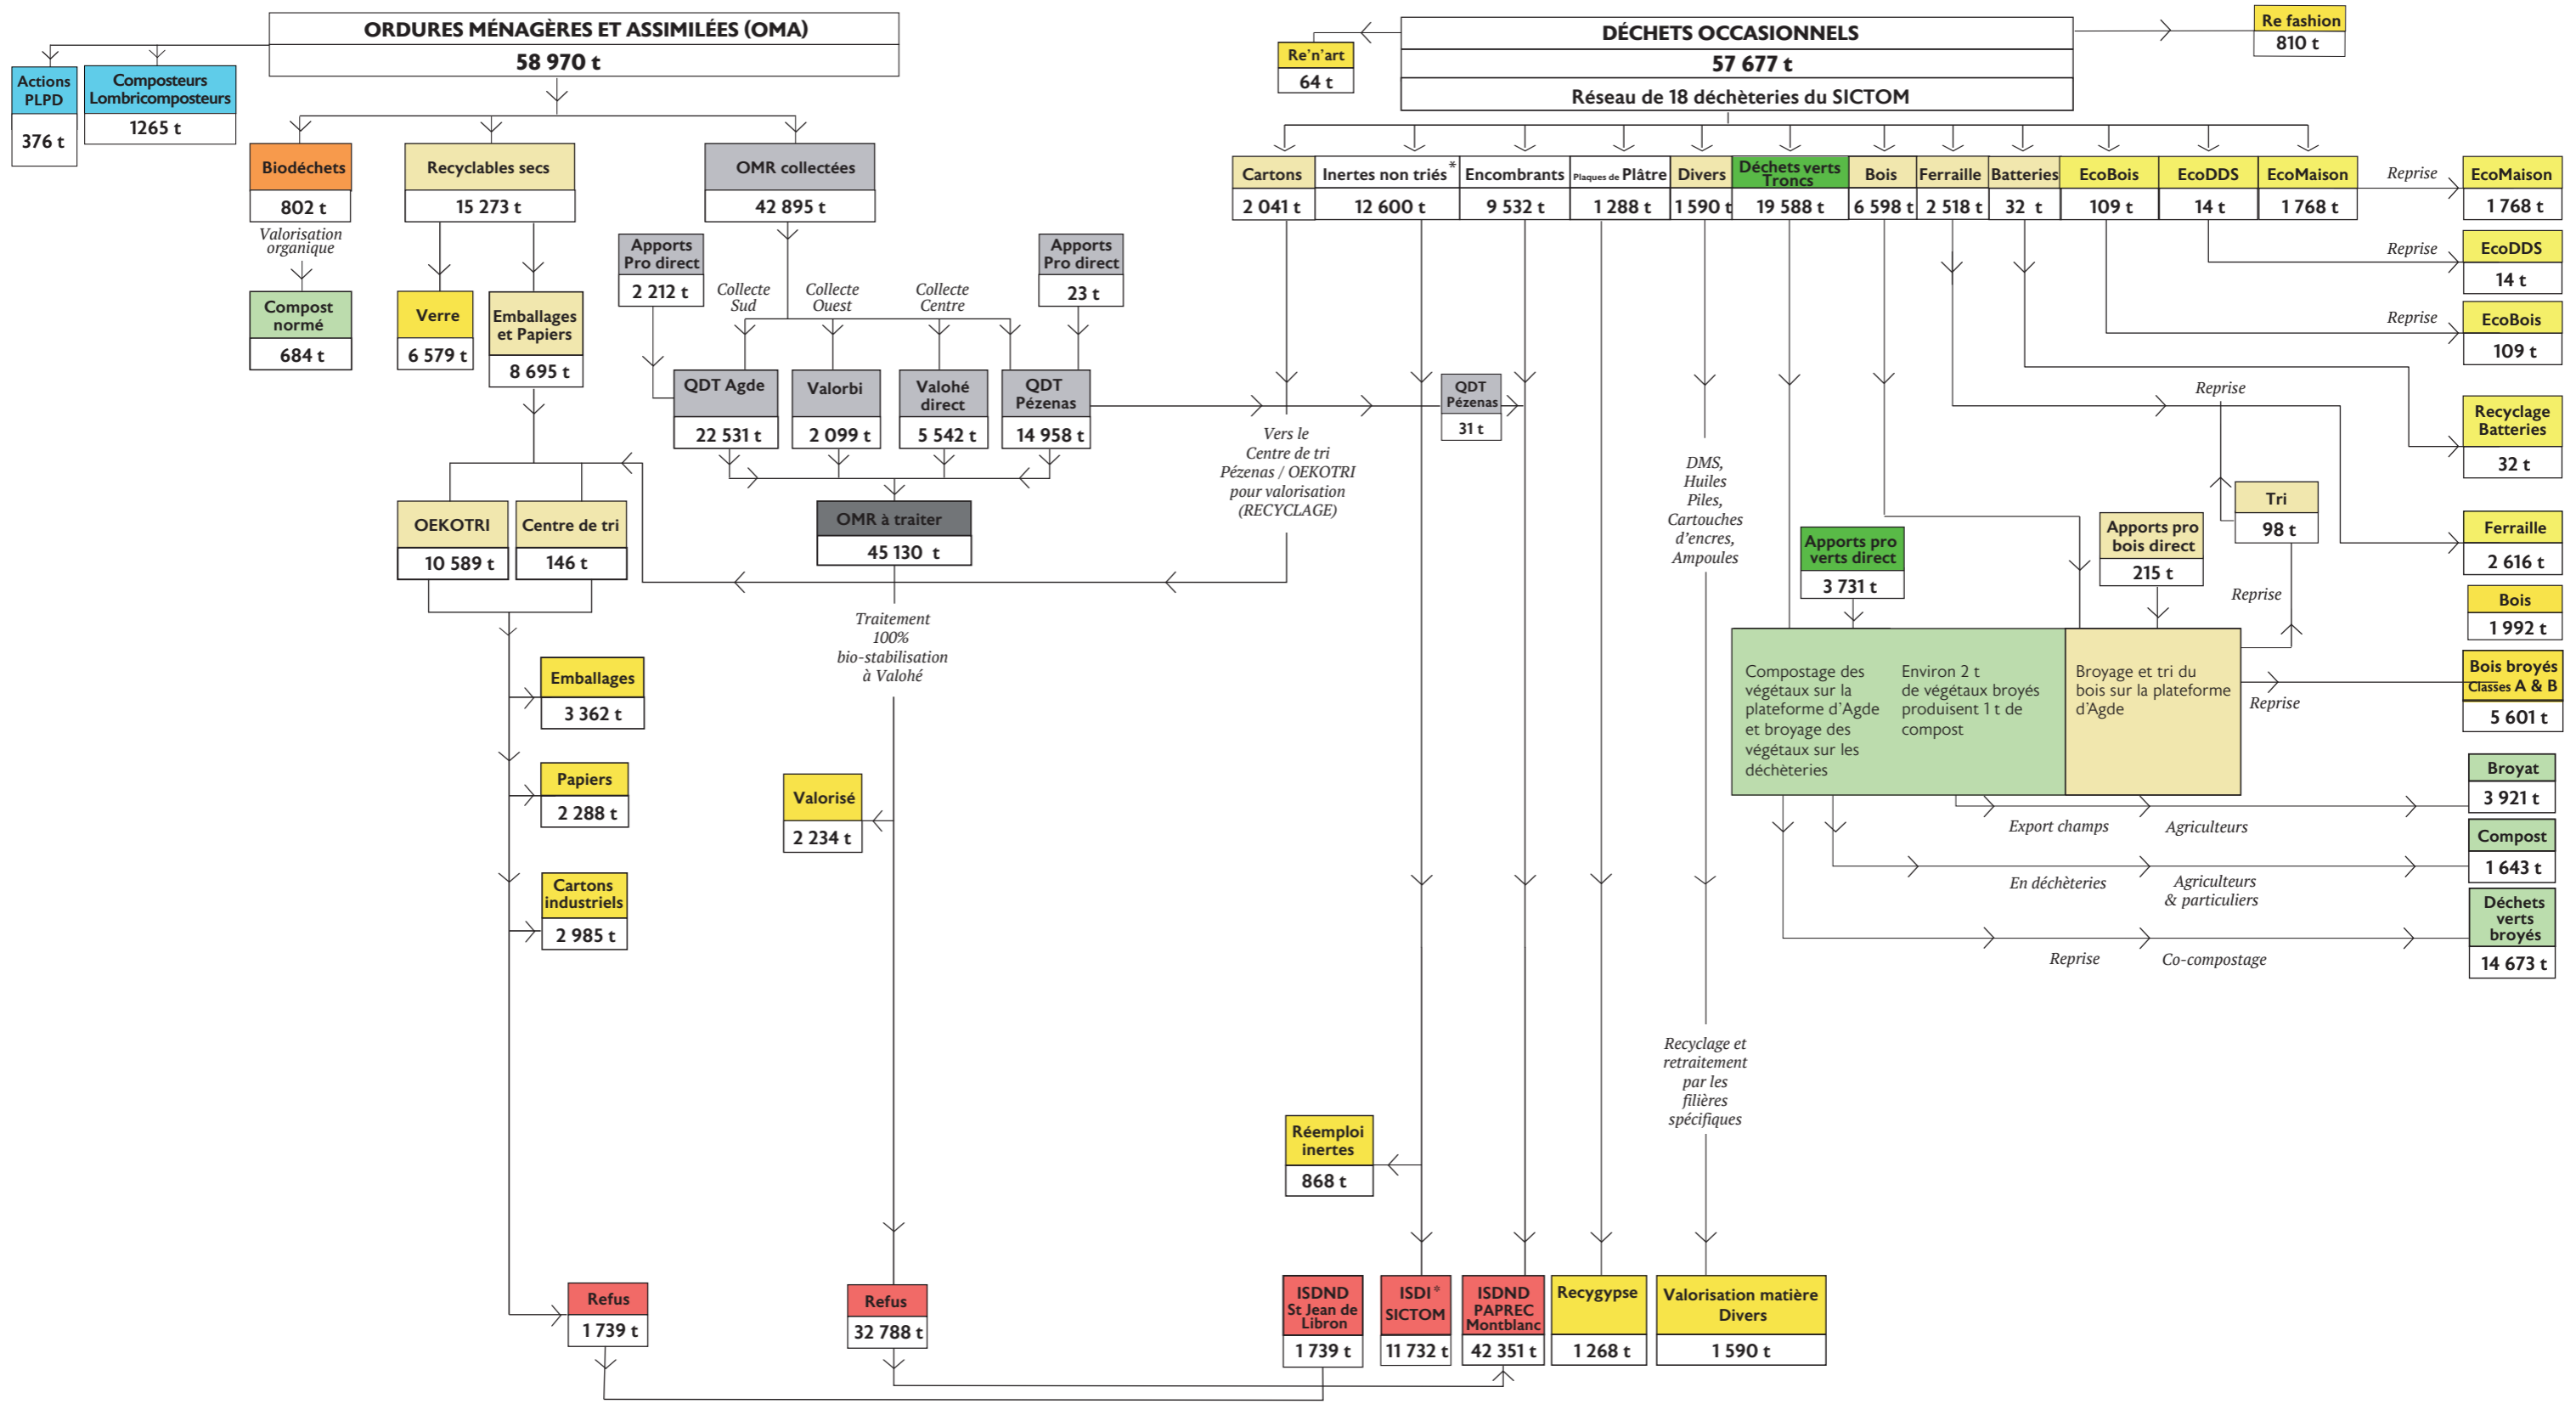 ORDURES MÉNAGÈRES ET ASSIMILÉES (OMA)
58 970 t
Actions
PLPD
376 t
Composteurs
Lombricomposteurs
1265 t
Biodéchets
802 t
Valorisation
organique
Compost
normé
684 t
Recyclables secs
15 273 t
Verre
6 579 t
Emballages
et Papiers
8 695 t
OMR collectées
42 895 t
Apports
Pro direct
2 212 t
Collecte
Sud
Collecte
Ouest
Collecte
Centre
Apports
Pro direct
23 t
QDT Agde
22 531 t
Valorbi
2 099 t
Valohé
direct
5 542 t
QDT
Pézenas
14 958 t
OEKOTRI
10 589 t
Centre de tri
146 t
OMR à traiter
45 130 t
Traitement
100%
bio-stabilisation
à Valohé
Emballages
3 362 t
Papiers
2 288 t
Cartons
industriels
2 985 t
Valorisé
2 234 t
Refus
1 739 t
Refus
32 788 t
DÉCHETS OCCASIONNELS
57 677 t
Réseau de 18 déchèteries du SICTOM
Re'n'art
64 t
Re fashion
810 t
Cartons
2 041 t
Inertes non triés*
12 600 t
Encombrants
9 532 t
Plaques de Plâtre
1 288 t
Divers
1 590 t
Déchets verts
Troncs
19 588 t
Bois
6 598 t
Ferraille
2 518 t
Batteries
32 t
EcoBois
109 t
EcoDDS
14 t
EcoMaison
1 768 t
Reprise
EcoMaison
1 768 t
Reprise
EcoDDS
14 t
Reprise
EcoBois
109 t
Reprise
Recyclage
Batteries
32 t
QDT
Pézenas
31 t
Vers le
Centre de tri
Pézenas / OEKOTRI
pour valorisation
(RECYCLAGE)
DMS,
Huiles
Piles,
Cartouches
d'encres,
Ampoules
Apports pro
verts direct
3 731 t
Apports pro
bois direct
215 t
Tri
98 t
Reprise
Ferraille
2 616 t
Bois
1 992 t
Compostage des
végétaux sur la
plateforme d'Agde
et broyage des
végétaux sur les
déchèteries
Environ 2 t
de végétaux broyés
produisent 1 t de
compost
Broyage et tri du
bois sur la plateforme
d'Agde
Reprise
Bois broyés
Classes A & B
5 601 t
Export champs
Agriculteurs
Broyat
3 921 t
En déchèteries
Agriculteurs
& particuliers
Compost
1 643 t
Reprise
Co-compostage
Déchets
verts
broyés
14 673 t
Recyclage et
retraitement
par les
filières
spécifiques
Réemploi
inertes
868 t
ISDND
St Jean de
Libron
1 739 t
ISDI*
SICTOM
11 732 t
ISDND
PAPREC
Montblanc
42 351 t
Recygypse
1 268 t
Valorisation matière
Divers
1 590 t